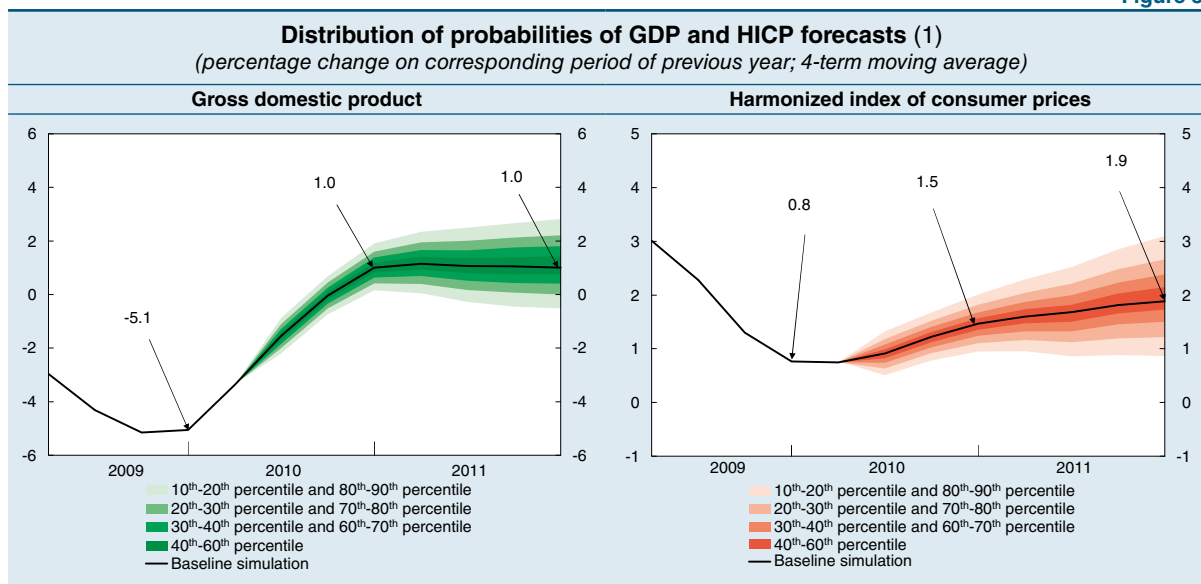 Distribution of probabilities of GDP and HICP forecasts (1)
(percentage change on corresponding period of previous year; 4-term moving average)
Gross domestic product
6
4
2
0
-2
-4
-6
6
4
2
0
-2
-4
-6
-5.1
1.0
1.0
2009
2010
2011
10th-20th percentile and 80th-90th percentile
20th-30th percentile and 70th-80th percentile
30th-40th percentile and 60th-70th percentile
40th-60th percentile
Baseline simulation
Harmonized index of consumer prices
5
4
3
2
1
0
-1
5
4
3
2
1
0
-1
0.8
1.5
1.9
2009
2010
2011
10th-20th percentile and 80th-90th percentile
20th-30th percentile and 70th-80th percentile
30th-40th percentile and 60th-70th percentile
40th-60th percentile
Baseline simulation